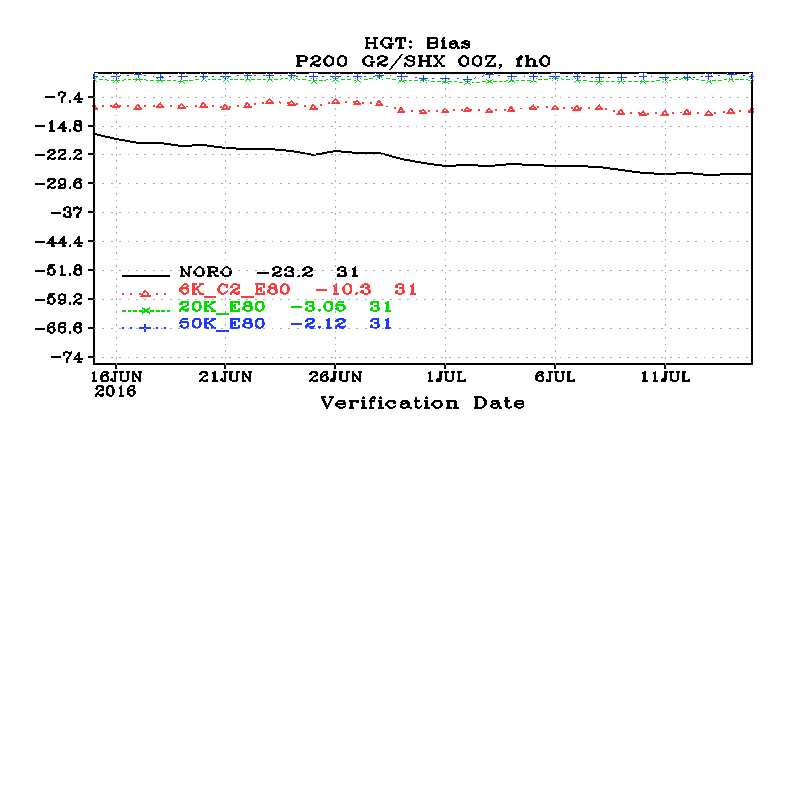 HGT: Bias
P200 G2/SHX 00Z, fh0
-7.4
-14.8
-22.2
-29.6
-37
-44.4
-51.8
-59.2
-66.6
-74
NORO -23.2 31
6K_C2_E80 -10.3 31
20K_E80 -3.05 31
50K_E80 -2.12 31
16JUN 21JUN 26JUN 1JUL 6JUL 11JUL
2016
Verification Date